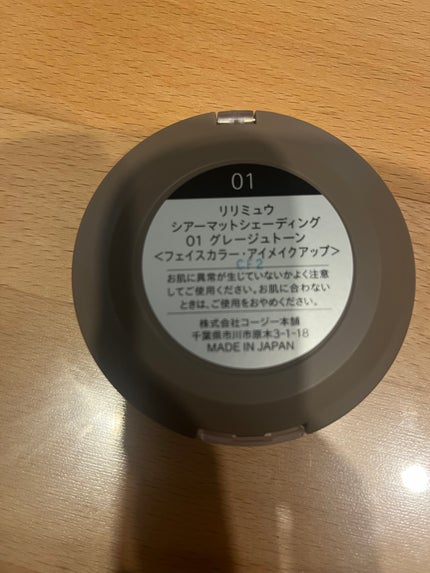 01
リリミュウ
シアーマットシェーディング
01 グレージュトーン
<フェイスカラー・アイメイクアップ>
CF2
お肌に異常が生じていないかよく注意
してご使用ください。お肌に合わない
ときは、ご使用をおやめください。
株式会社コージー本舗
千葉県市川市原木3-1-18
MADE IN JAPAN